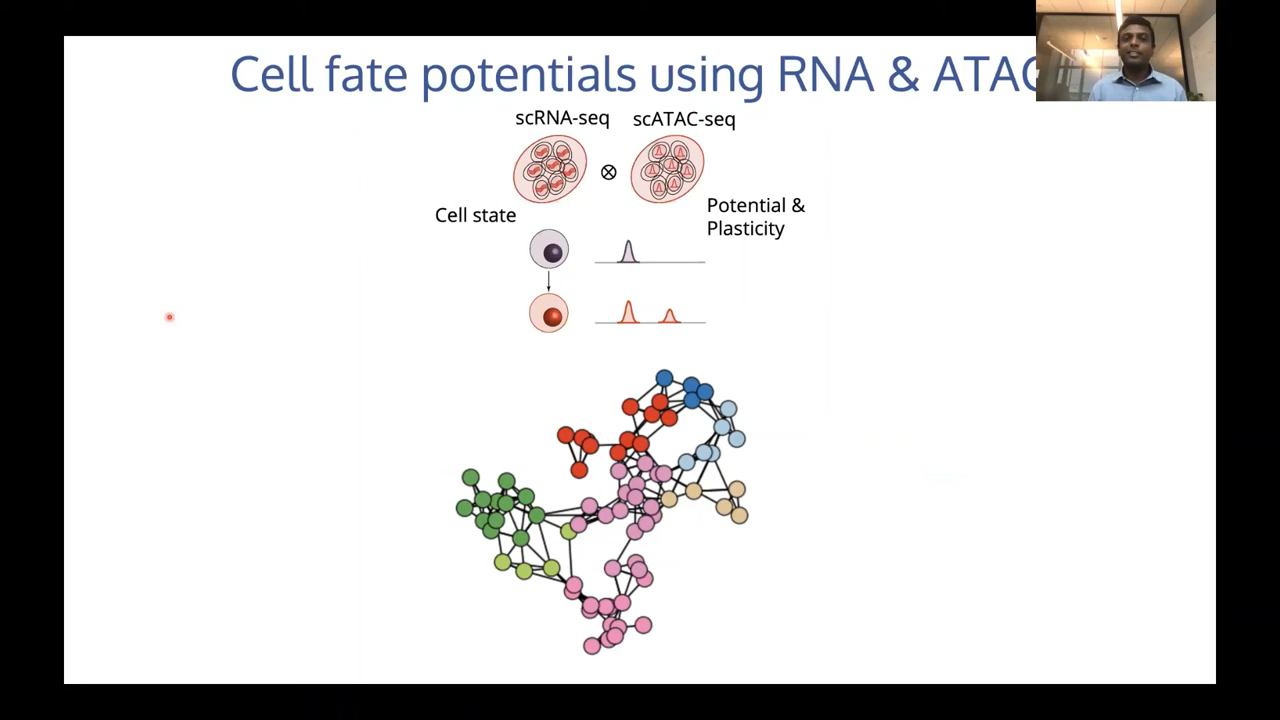 Cell fate potentials using RNA & ATAC
scRNA-seq scATAC-seq
Cell state
Potential &
Plasticity